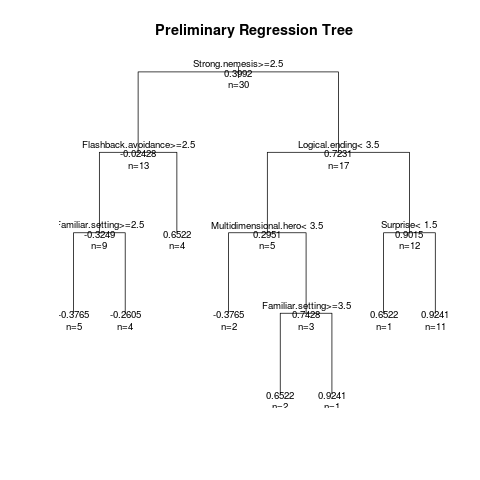 Preliminary Regression Tree
Strong.nemesis>=2.5
0.3992
n=30
Flashback.avoidance>=2.5
-0.02428
n=13
Logical.ending< 3.5
0.7231
n=17
Familiar.setting>=2.5
-0.3249
n=9
0.6522
n=4
Multidimensional.hero< 3.5
0.2951
n=5
Surprise< 1.5
0.9015
n=12
-0.3765
n=5
-0.2605
n=4
-0.3765
n=2
Familiar.setting>=3.5
0.7428
n=3
0.6522
n=1
0.9241
n=11
0.6522
n=2
0.9241
n=1